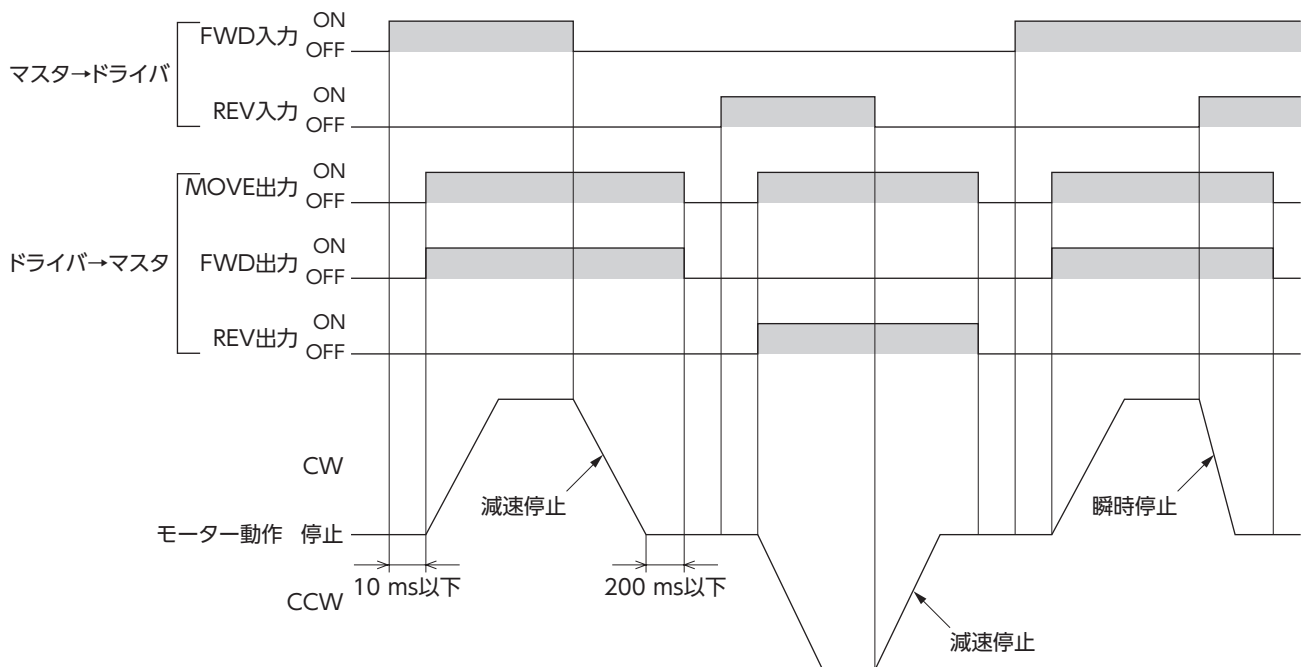 マスタ→ドライバ
FWD入力
ON
OFF
REV入力
ON
OFF
ドライバ→マスタ
MOVE出力
ON
OFF
FWD出力
ON
OFF
REV出力
ON
OFF
CW
減速停止
瞬時停止
モーター動作 停止
10 ms以下
200 ms以下
CCW
減速停止